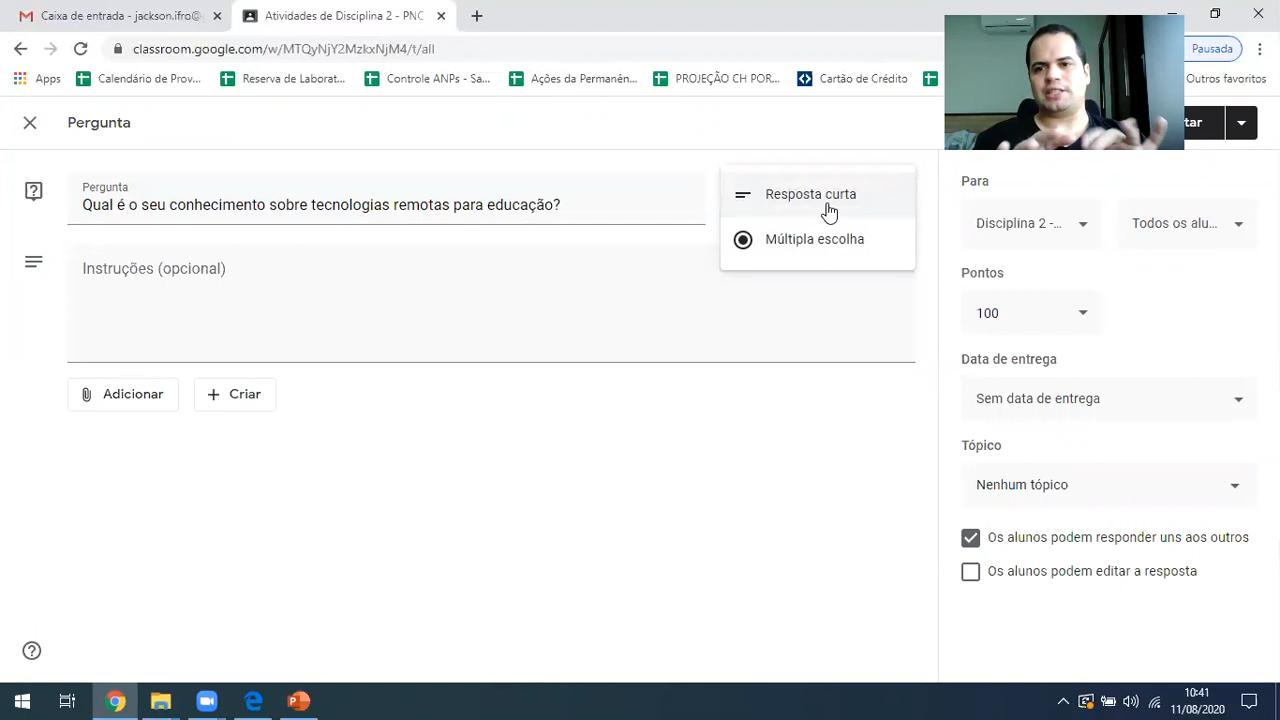 Caixa de entrada - jackson.ifro@
Atividades de Disciplina 2 - PNC
classroom.google.com/w/MTQyNjY2MzkxNjM4/t/all
Pausada
Apps
Calendário de Prov...
Reserva de Laborat...
Controle ANPs - Sa...
Ações da Permanên...
PROJEÇÃO CH POR...
Cartão de Crédito
Outros favoritos
Pergunta
tar
Pergunta
Qual é o seu conhecimento sobre tecnologias remotas para educação?
Resposta curta
Múltipla escolha
Instruções (opcional)
Adicionar
Criar
Para
Disciplina 2 -...
Todos os alu...
Pontos
100
Data de entrega
Sem data de entrega
Tópico
Nenhum tópico
Os alunos podem responder uns aos outros
Os alunos podem editar a resposta
10:41
11/08/2020